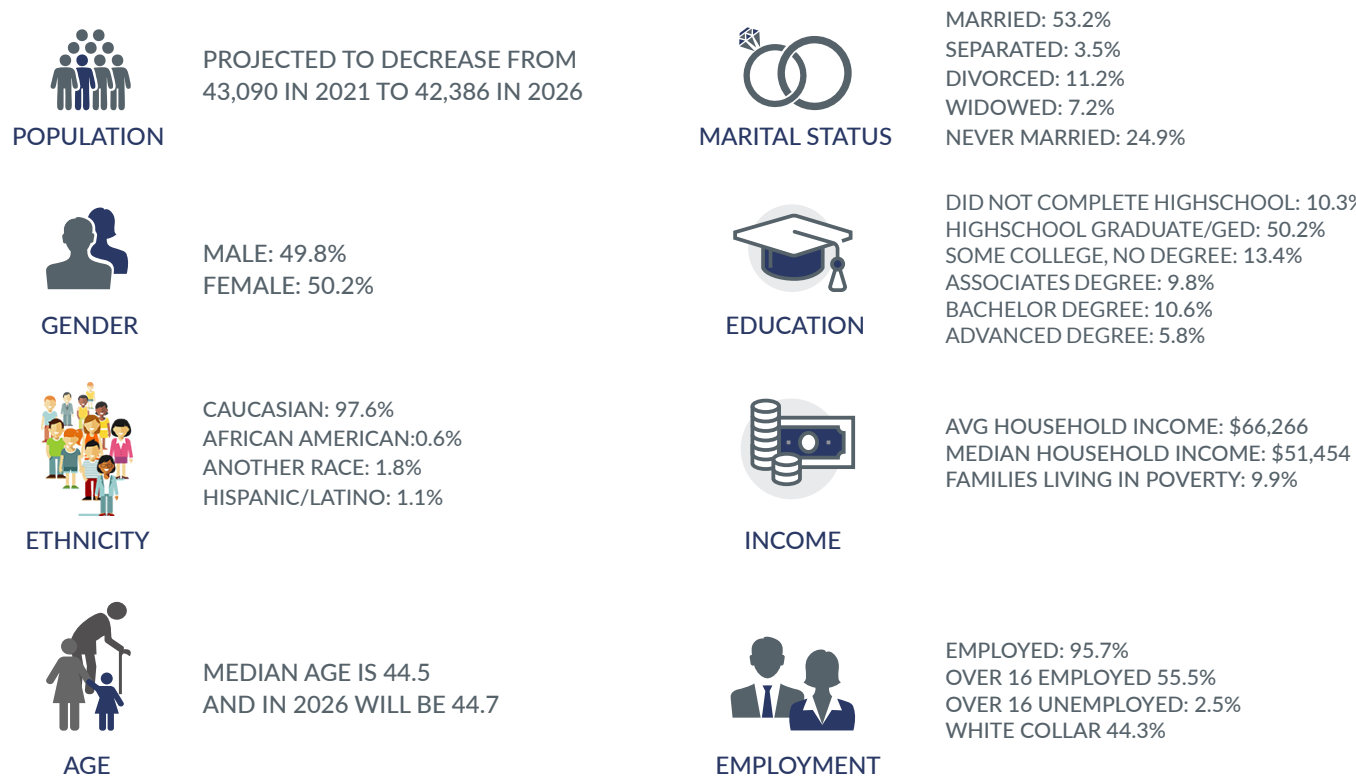 PROJECTED TO DECREASE FROM
43,090 IN 2021 TO 42,386 IN 2026
POPULATION
MARRIED: 53.2%
SEPARATED: 3.5%
DIVORCED: 11.2%
WIDOWED: 7.2%
NEVER MARRIED: 24.9%
MARITAL STATUS
MALE: 49.8%
FEMALE: 50.2%
GENDER
DID NOT COMPLETE HIGHSCHOOL: 10.3%
HIGHSCHOOL GRADUATE/GED: 50.2%
SOME COLLEGE, NO DEGREE: 13.4%
ASSOCIATES DEGREE: 9.8%
BACHELOR DEGREE: 10.6%
ADVANCED DEGREE: 5.8%
EDUCATION
CAUCASIAN: 97.6%
AFRICAN AMERICAN:0.6%
ANOTHER RACE: 1.8%
HISPANIC/LATINO: 1.1%
ETHNICITY
AVG HOUSEHOLD INCOME: $66,266
MEDIAN HOUSEHOLD INCOME: $51,454
FAMILIES LIVING IN POVERTY: 9.9%
INCOME
MEDIAN AGE IS 44.5
AND IN 2026 WILL BE 44.7
AGE
EMPLOYED: 95.7%
OVER 16 EMPLOYED 55.5%
OVER 16 UNEMPLOYED: 2.5%
WHITE COLLAR 44.3%
EMPLOYMENT